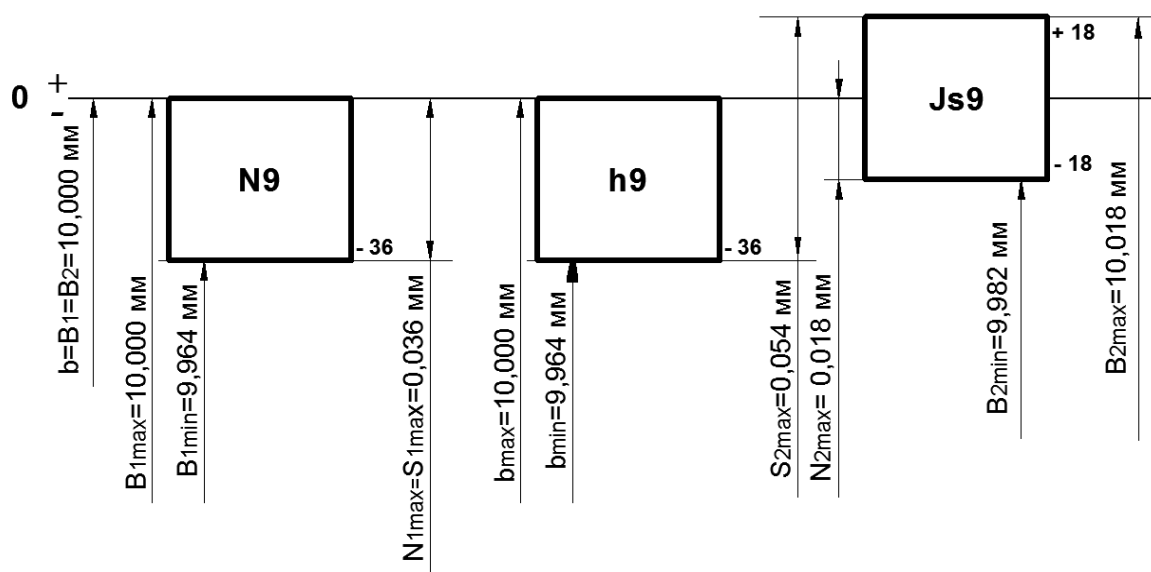 +
0
-
N9
- 36
h9
- 36
Js9
+ 18
- 18
b=B1=B2=10,000 мм
B1max=10,000 мм
B1min=9,964 мм
N1max=S1max=0,036 мм
bmax=10,000 мм
bmin=9,964 мм
S2max=0,054 мм
N2max= 0,018 мм
B2min=9,982 мм
B2max=10,018 мм